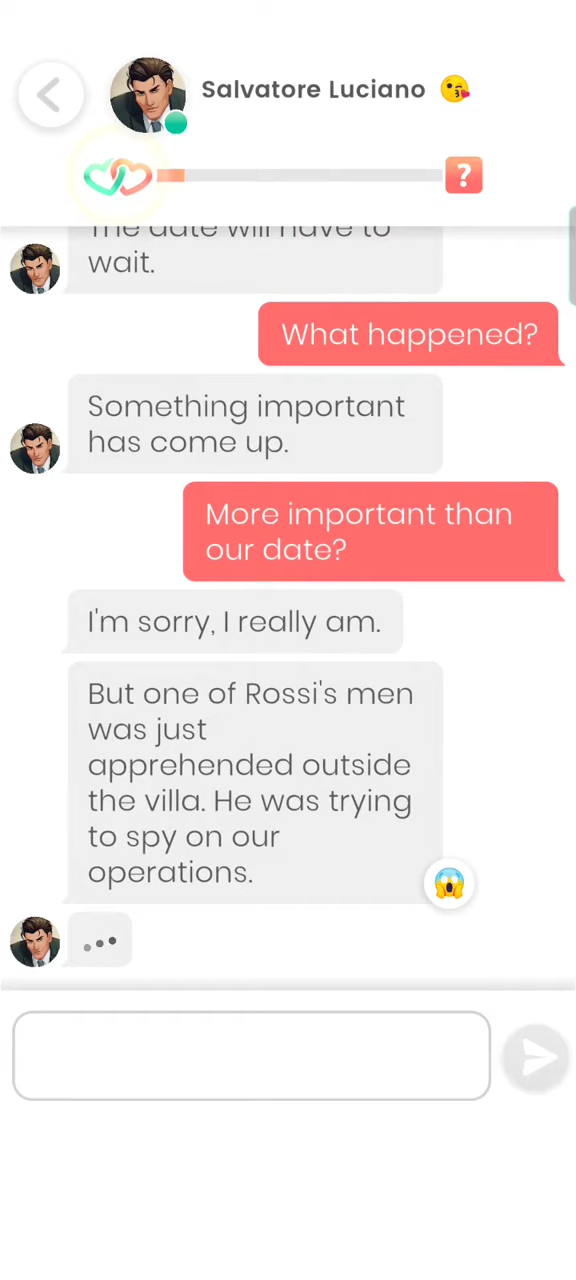 Salvatore Luciano 😘
?
The date will have to
wait.
What happened?
Something important
has come up.
More important than
our date?
I'm sorry, I really am.
But one of Rossi's men
was just
apprehended outside
the villa. He was trying
to spy on our
operations.
...